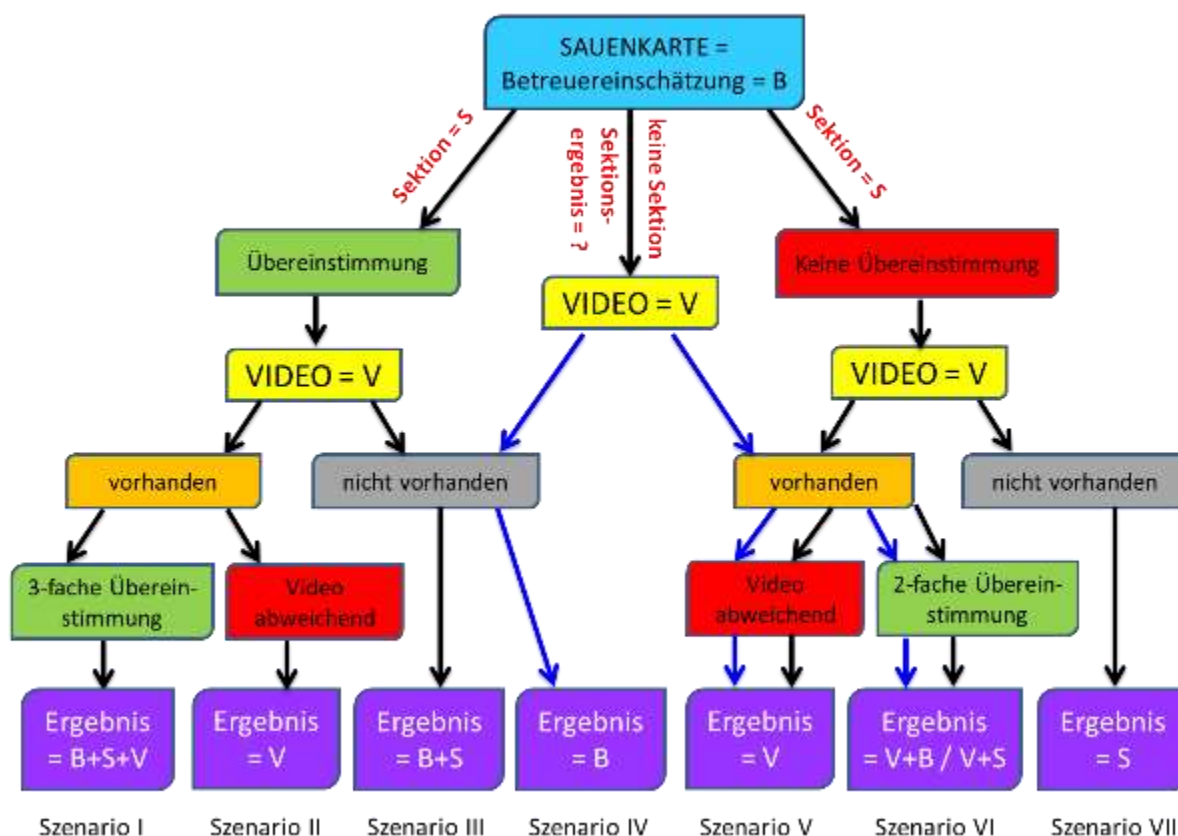 SAUENKARTE =
Betreuereinschätzung = B
Sektion = S
Sektions-
ergebnis = ?
keine Sektion
Sektion = S
Übereinstimmung
Keine Übereinstimmung
VIDEO = V
VIDEO = V
VIDEO = V
vorhanden
nicht vorhanden
vorhanden
nicht vorhanden
3-fache Überein-
stimmung
Video
abweichend
Video
abweichend
2-fache Überein-
stimmung
Ergebnis
= B+S+V
Ergebnis
= V
Ergebnis
= B+S
Ergebnis
= B
Ergebnis
= V
Ergebnis
= V+B / V+S
Ergebnis
= S
Szenario I
Szenario II
Szenario III
Szenario IV
Szenario V
Szenario VI
Szenario VII